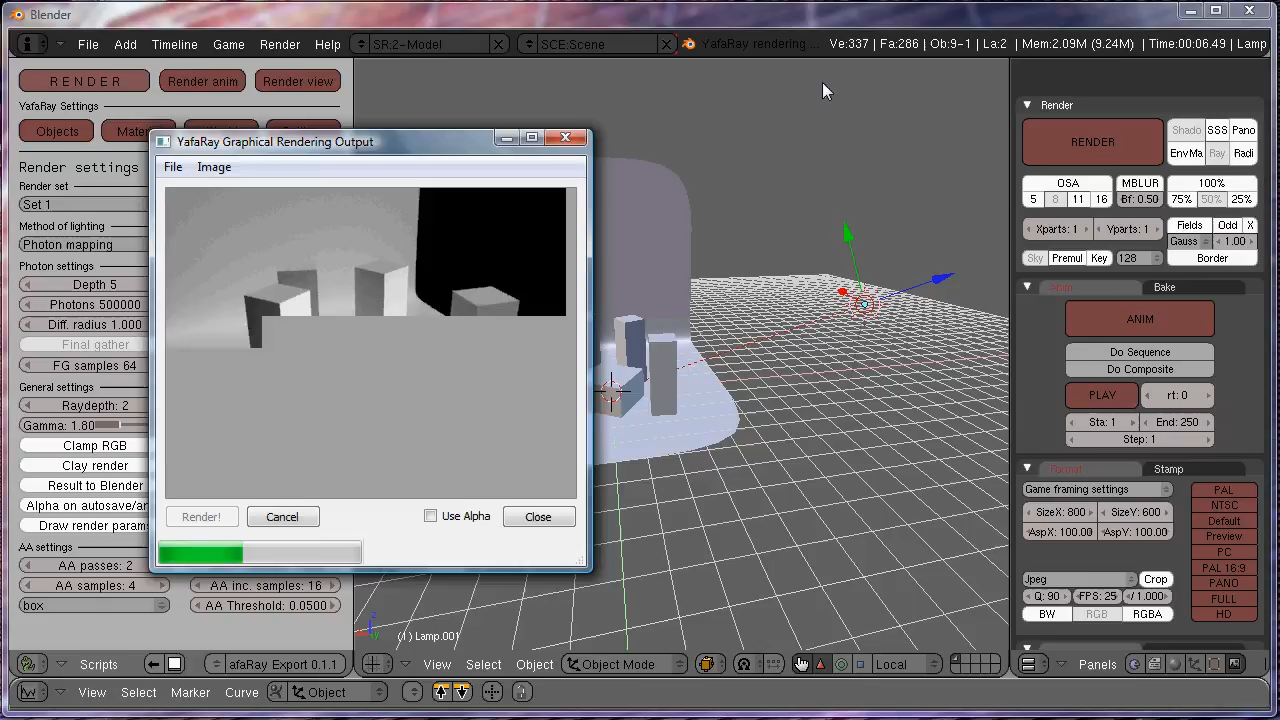 Blender
File Add Timeline Game Render Help SR:2-Model SCE:Scene YafaRay rendering ... Ve:337 | Fa:286 | Ob:9-1 | La:2 | Mem:2.09M (9.24M) | Time:00:06.49 | Lamp
RENDER Render anim Render view
YafaRay Settings
Objects Mater
Render settings
Render set
Set 1
Method of lighting
Photon mapping
Photon settings
Depth 5
Photons 500000
Diff. radius 1.000
Final gather
FG samples 64
General settings
Raydepth: 2
Gamma: 1.80
Clamp RGB
Clay render
Result to Blender
Alpha on autosave/an
Draw render params
AA settings
AA passes: 2
AA samples: 4 AA inc. samples: 16
box AA Threshold: 0.0500
YafaRay Graphical Rendering Output
File Image
Render! Cancel Use Alpha Close
(1) Lamp.001
z
y
Render
RENDER Shado SSS Pano
EnvMa Ray Radi
OSA MBLUR 100%
5 8 11 16 Bf: 0.50 75% 50% 25%
Xparts: 1 Yparts: 1 Fields Odd X
Gauss 1.00
Sky Premul Key 128 Border
Anim Bake
ANIM
Do Sequence
Do Composite
PLAY rt: 0
Sta: 1 End: 250
Step: 1
Format Stamp
Game framing settings
SizeX: 800 SizeY: 600
AspX: 100.00 AspY: 100.00
Jpeg Crop
Q: 90 FPS: 25 /1.000
BW RGB RGBA
PAL
NTSC
Default
Preview
PC
PAL 16:9
PANO
FULL
HD
Scripts afaRay Export 0.1.1 View Select Object Object Mode Local Panels
View Select Marker Curve Object